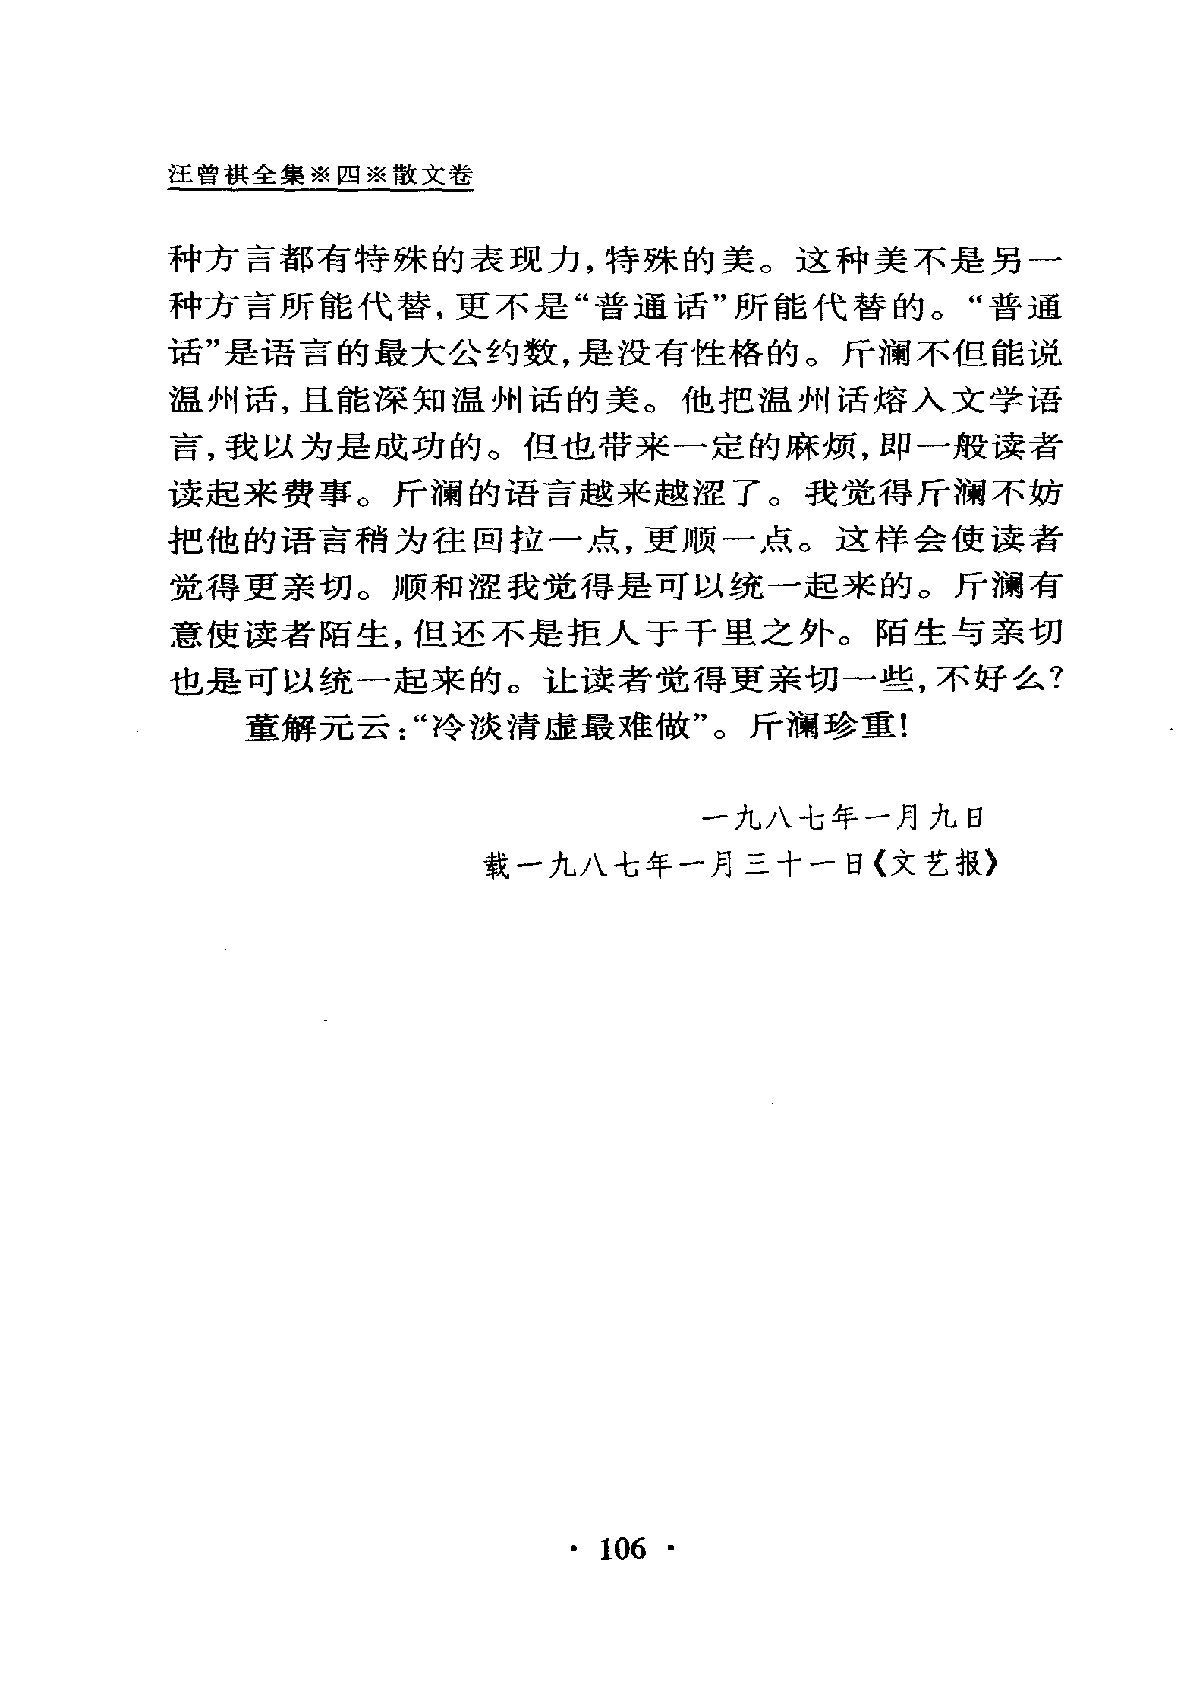 汪曾祺全集※四※散文卷
种方言都有特殊的表现力,特殊的美。这种美不是另一
种方言所能代替,更不是“普通话”所能代替的。“普通
话”是语言的最大公约数,是没有性格的。斤澜不但能说
温州话,且能深知温州话的美。他把温州话熔入文学语
言,我以为是成功的。但也带来一定的麻烦,即一般读者
读起来费事。斤澜的语言越来越涩了。我觉得斤澜不妨
把他的语言稍为往回拉一点,更顺一点。这样会使读者
觉得更亲切。顺和涩我觉得是可以统一起来的。斤澜有
意使读者陌生,但还不是拒人于千里之外。陌生与亲切
也是可以统一起来的。让读者觉得更亲切一些,不好么?
董解元云:“冷淡清虚最难做”。斤澜珍重!
一九八七年一月九日
载一九八七年一月三十一日《文艺报》
· 106 ·